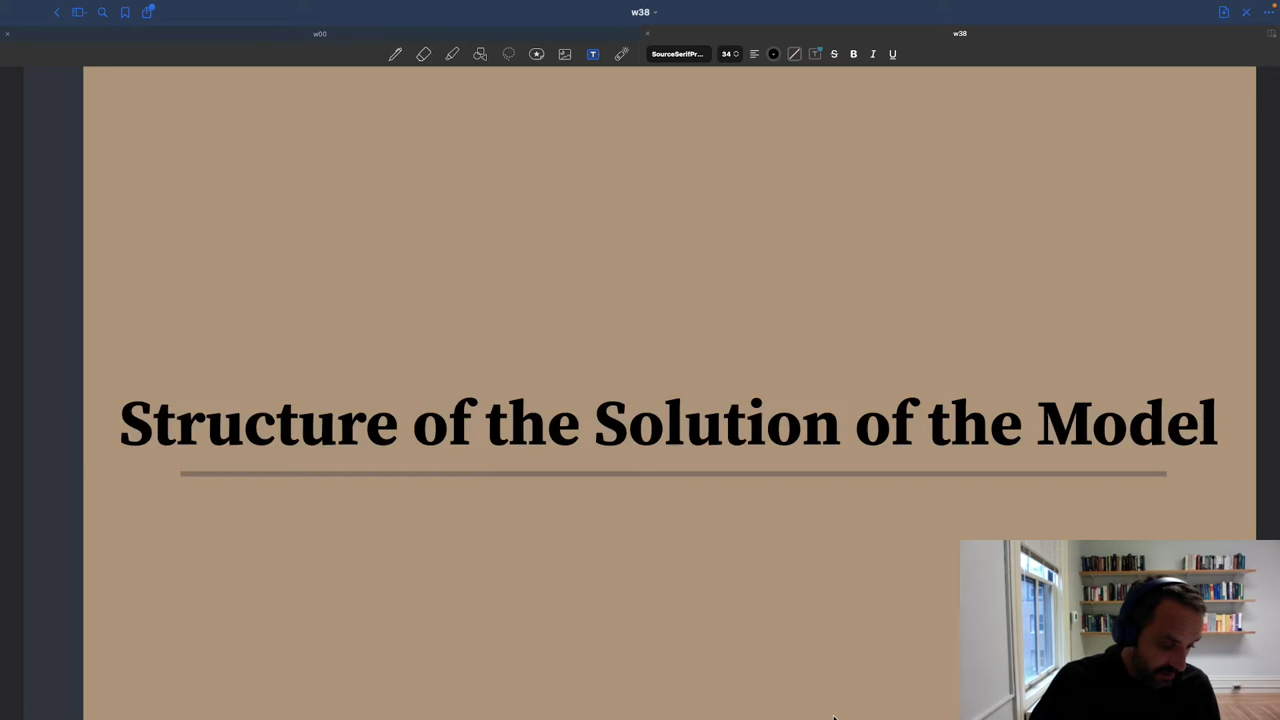 w38
w00
w38
SourceSerifPr...
34
S
B
I
U
Structure of the Solution of the Model